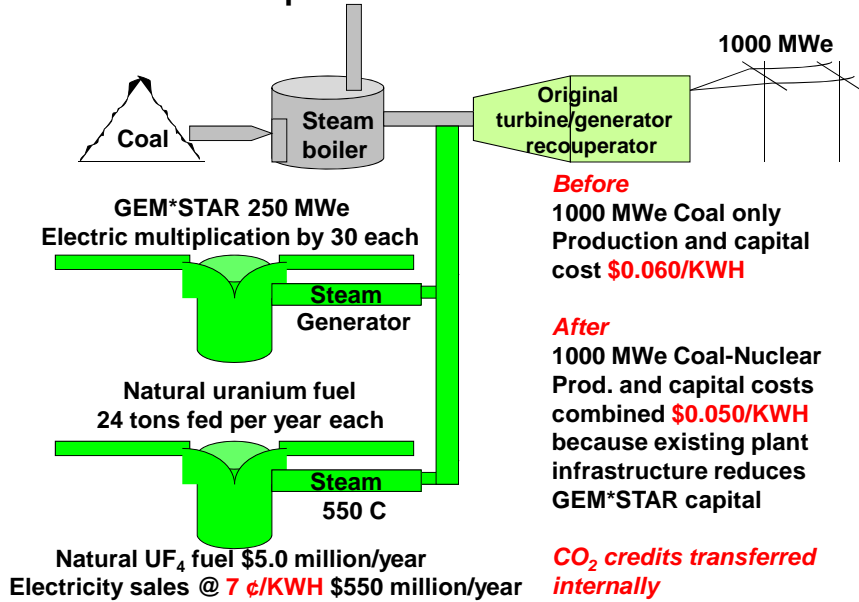 1000 MWe
Coal
Steam
boiler
Original
turbine/generator
recouperator
GEM*STAR 250 MWe
Electric multiplication by 30 each
Steam
Generator
Natural uranium fuel
24 tons fed per year each
Steam
550 C
Natural UF₄ fuel $5.0 million/year
Electricity sales @ 7 ¢/KWH $550 million/year
Before
1000 MWe Coal only
Production and capital
cost $0.060/KWH
After
1000 MWe Coal-Nuclear
Prod. and capital costs
combined $0.050/KWH
because existing plant
infrastructure reduces
GEM*STAR capital
CO₂ credits transferred
internally